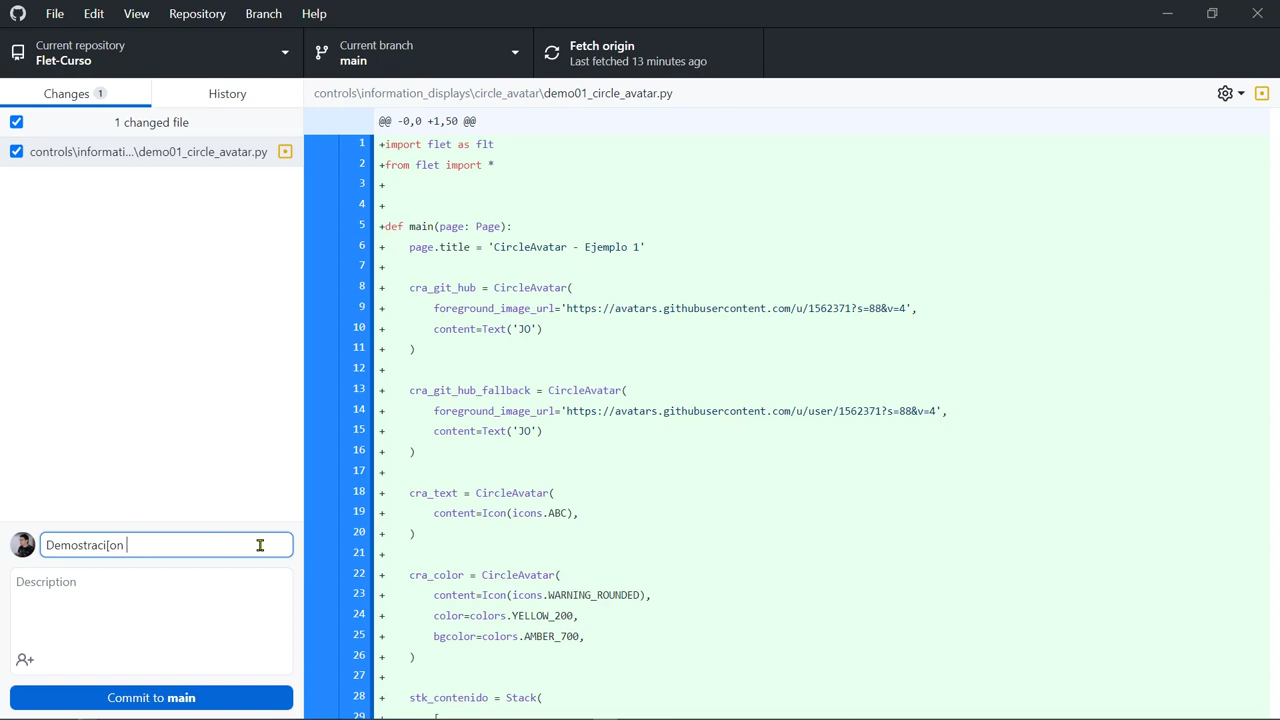 File Edit View Repository Branch Help
Current repository
Flet-Curso
Current branch
main
Fetch origin
Last fetched 13 minutes ago
Changes 1 History
controls\information_displays\circle_avatar\demo01_circle_avatar.py
1 changed file
controls\informati...\demo01_circle_avatar.py
@@ -0,0 +1,50 @@
1 +import flet as flt
2 +from flet import *
3 +
4 +
5 +def main(page: Page):
6 + page.title = 'CircleAvatar - Ejemplo 1'
7 +
8 + cra_git_hub = CircleAvatar(
9 + foreground_image_url='https://avatars.githubusercontent.com/u/1562371?s=88&v=4',
10 + content=Text('JO')
11 + )
12 +
13 + cra_git_hub_fallback = CircleAvatar(
14 + foreground_image_url='https://avatars.githubusercontent.com/u/user/1562371?s=88&v=4',
15 + content=Text('JO')
16 + )
17 +
18 + cra_text = CircleAvatar(
19 + content=Icon(icons.ABC),
20 + )
21 +
22 + cra_color = CircleAvatar(
23 + content=Icon(icons.WARNING_ROUNDED),
24 + color=colors.YELLOW_200,
25 + bgcolor=colors.AMBER_700,
26 + )
27 +
28 + stk_contenido = Stack(
29 [
Demostraci[on
Description
Commit to main